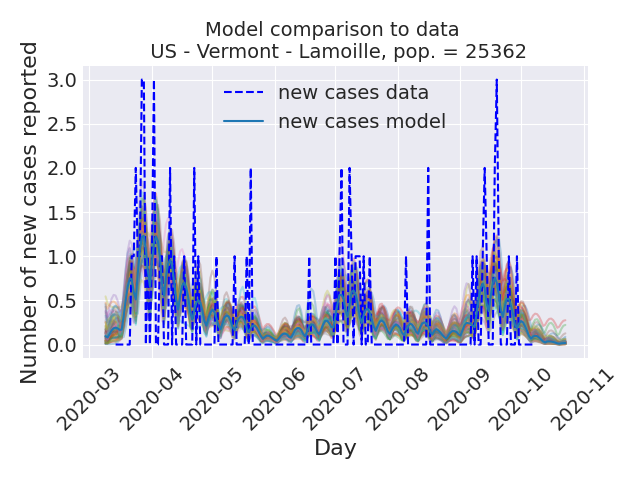 Model comparison to data
US - Vermont - Lamoille, pop. = 25362
new cases data
new cases model
Number of new cases reported
3.0
2.5
2.0
1.5
1.0
0.5
0.0
2020-03
2020-04
2020-05
2020-06
2020-07
2020-08
2020-09
2020-10
2020-11
Day